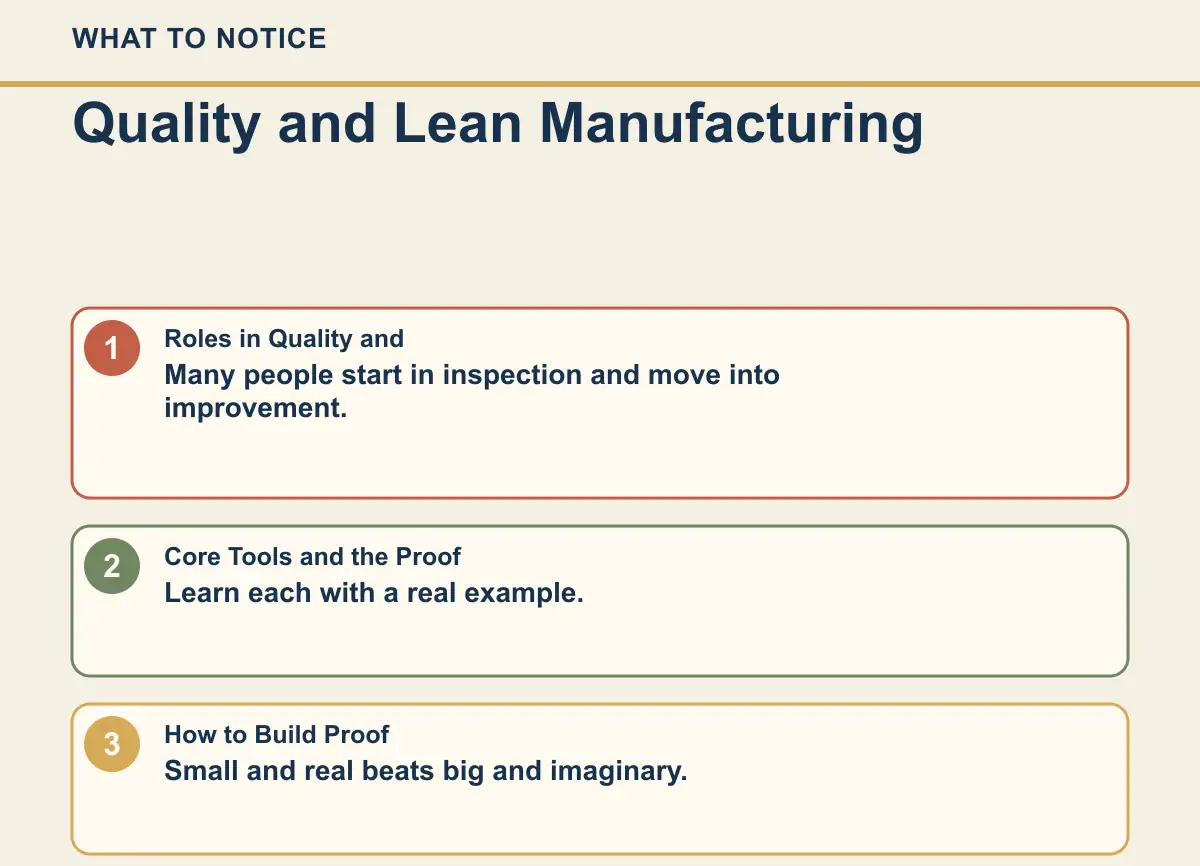 WHAT TO NOTICE
Quality and Lean Manufacturing
1
Roles in Quality and
Many people start in inspection and move into
improvement.
2
Core Tools and the Proof
Learn each with a real example.
3
How to Build Proof
Small and real beats big and imaginary.